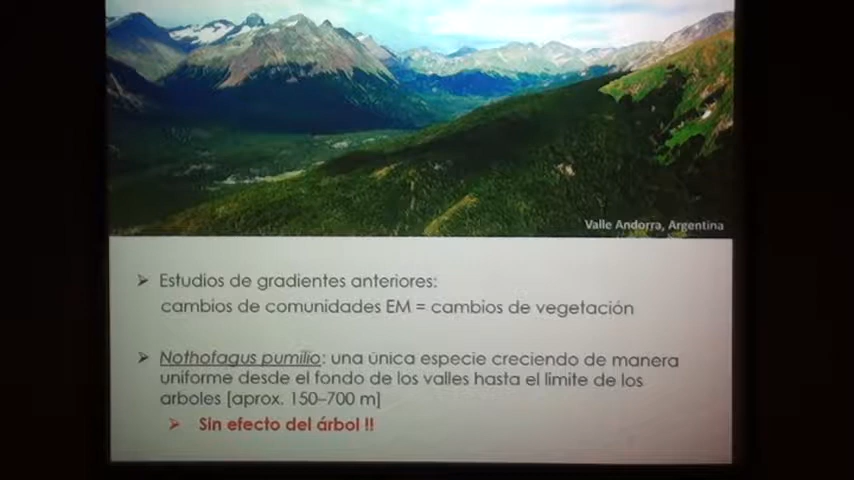 Valle Andorra, Argentina
Estudios de gradientes anteriores:
cambios de comunidades EM = cambios de vegetación
Nothofagus pumilio: una única especie creciendo de manera
uniforme desde el fondo de los valles hasta el límite de los
arboles [aprox. 150–700 m]
Sin efecto del árbol !!